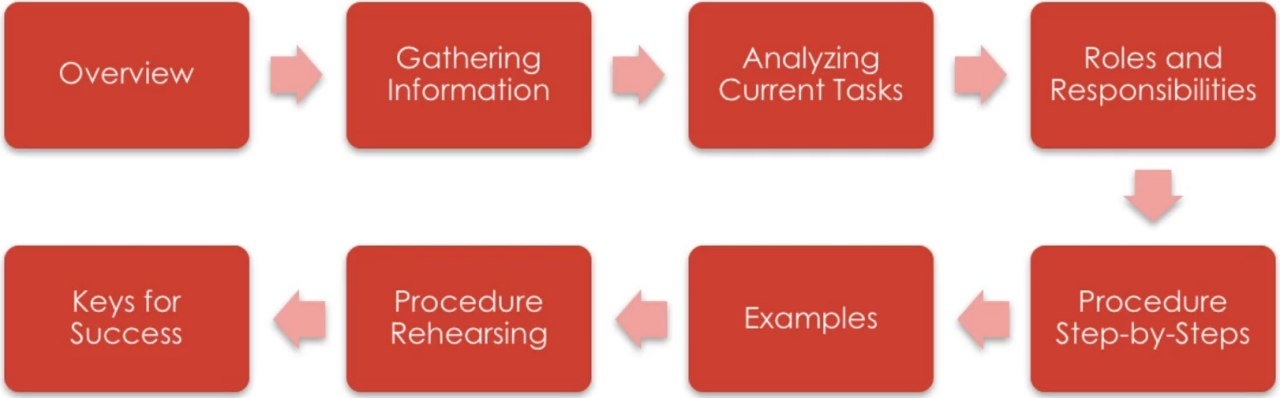 Overview
Gathering
Information
Analyzing
Current Tasks
Roles and
Responsibilities
Procedure
Step-by-Steps
Examples
Procedure
Rehearsing
Keys for
Success